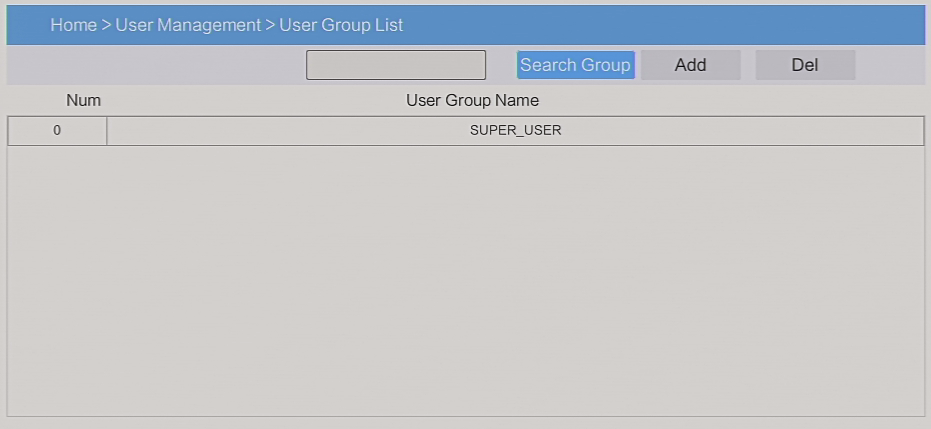 Home > User Management > User Group List
Search Group Add Del
Num User Group Name
0 SUPER_USER